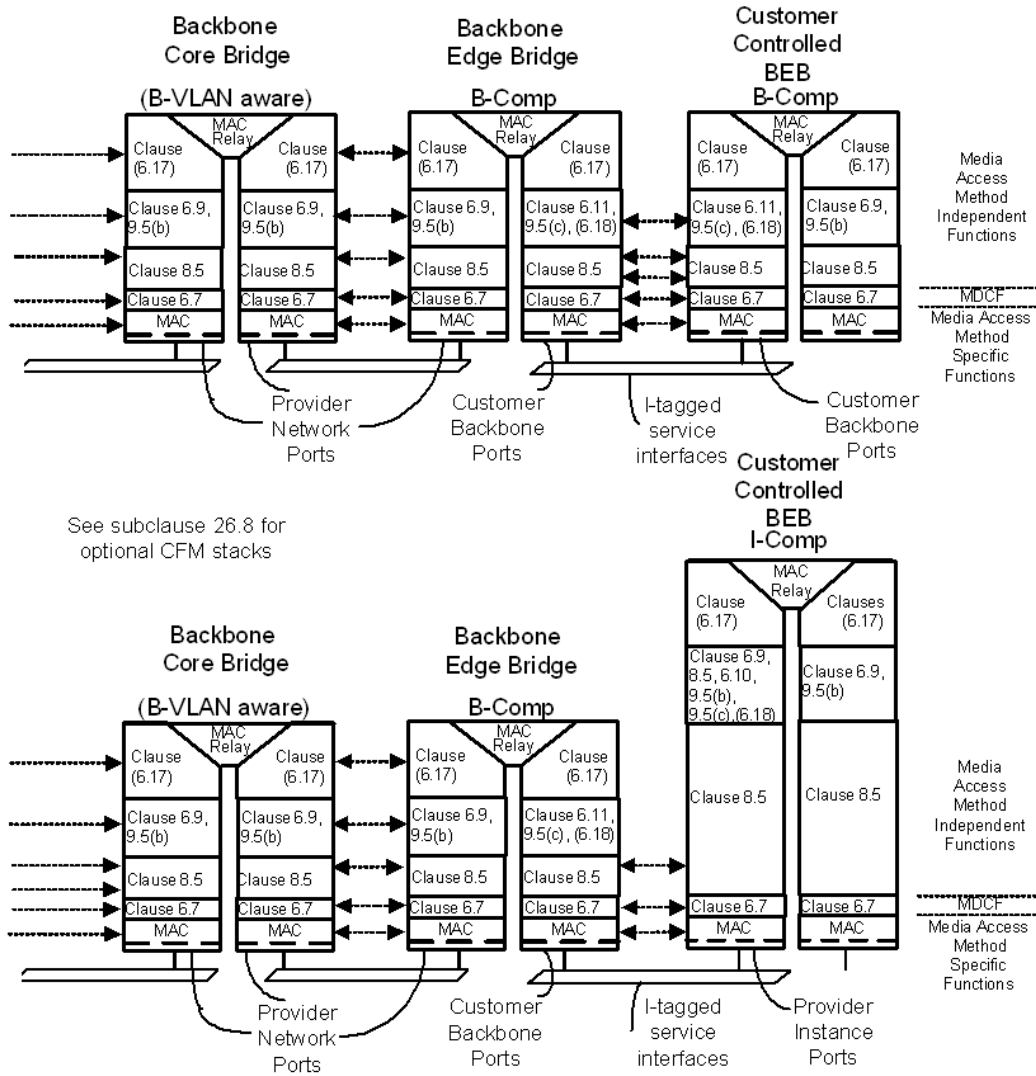 Backbone
Core Bridge
(B-VLAN aware)
Backbone
Edge Bridge
B-Comp
Customer
Controlled
BEB
B-Comp
MAC
Relay
Clause
(6.17)
Clause
(6.17)
Clause 6.9,
9.5(b)
Clause 6.9,
9.5(b)
Clause 8.5
Clause 8.5
Clause 6.7
Clause 6.7
MAC
MAC
MAC
Relay
Clause
(6.17)
Clause
(6.17)
Clause 6.9,
9.5(b)
Clause 6.11,
9.5(c), (6.18)
Clause 8.5
Clause 8.5
Clause 6.7
Clause 6.7
MAC
MAC
MAC
Relay
Clause
(6.17)
Clause
(6.17)
Clause 6.11,
9.5(c), (6.18)
Clause 6.9,
9.5(b)
Clause 8.5
Clause 8.5
Clause 6.7
Clause 6.7
MAC
MAC
Media
Access
Method
Independent
Functions
MDCF
Media Access
Method
Specific
Functions
Provider
Network
Ports
Customer
Backbone
Ports
I-tagged
service
interfaces
Customer
Backbone
Ports
See subclause 26.8 for
optional CFM stacks
Backbone
Core Bridge
(B-VLAN aware)
Backbone
Edge Bridge
B-Comp
Customer
Controlled
BEB
I-Comp
MAC
Relay
Clause
(6.17)
Clause
(6.17)
Clause 6.9,
9.5(b)
Clause 6.9,
9.5(b)
Clause 8.5
Clause 8.5
Clause 6.7
Clause 6.7
MAC
MAC
MAC
Relay
Clause
(6.17)
Clause
(6.17)
Clause 6.9,
9.5(b)
Clause 6.11,
9.5(c), (6.18)
Clause 8.5
Clause 8.5
Clause 6.7
Clause 6.7
MAC
MAC
MAC
Relay
Clause
(6.17)
Clauses
(6.17)
Clause 6.9,
8.5, 6.10,
9.5(b),
9.5(c),(6.18)
Clause 6.9,
9.5(b)
Clause 8.5
Clause 8.5
Clause 6.7
Clause 6.7
MAC
MAC
Media
Access
Method
Independent
Functions
MDCF
Media Access
Method
Specific
Functions
Provider
Network
Ports
Customer
Backbone
Ports
I-tagged
service
interfaces
Provider
Instance
Ports